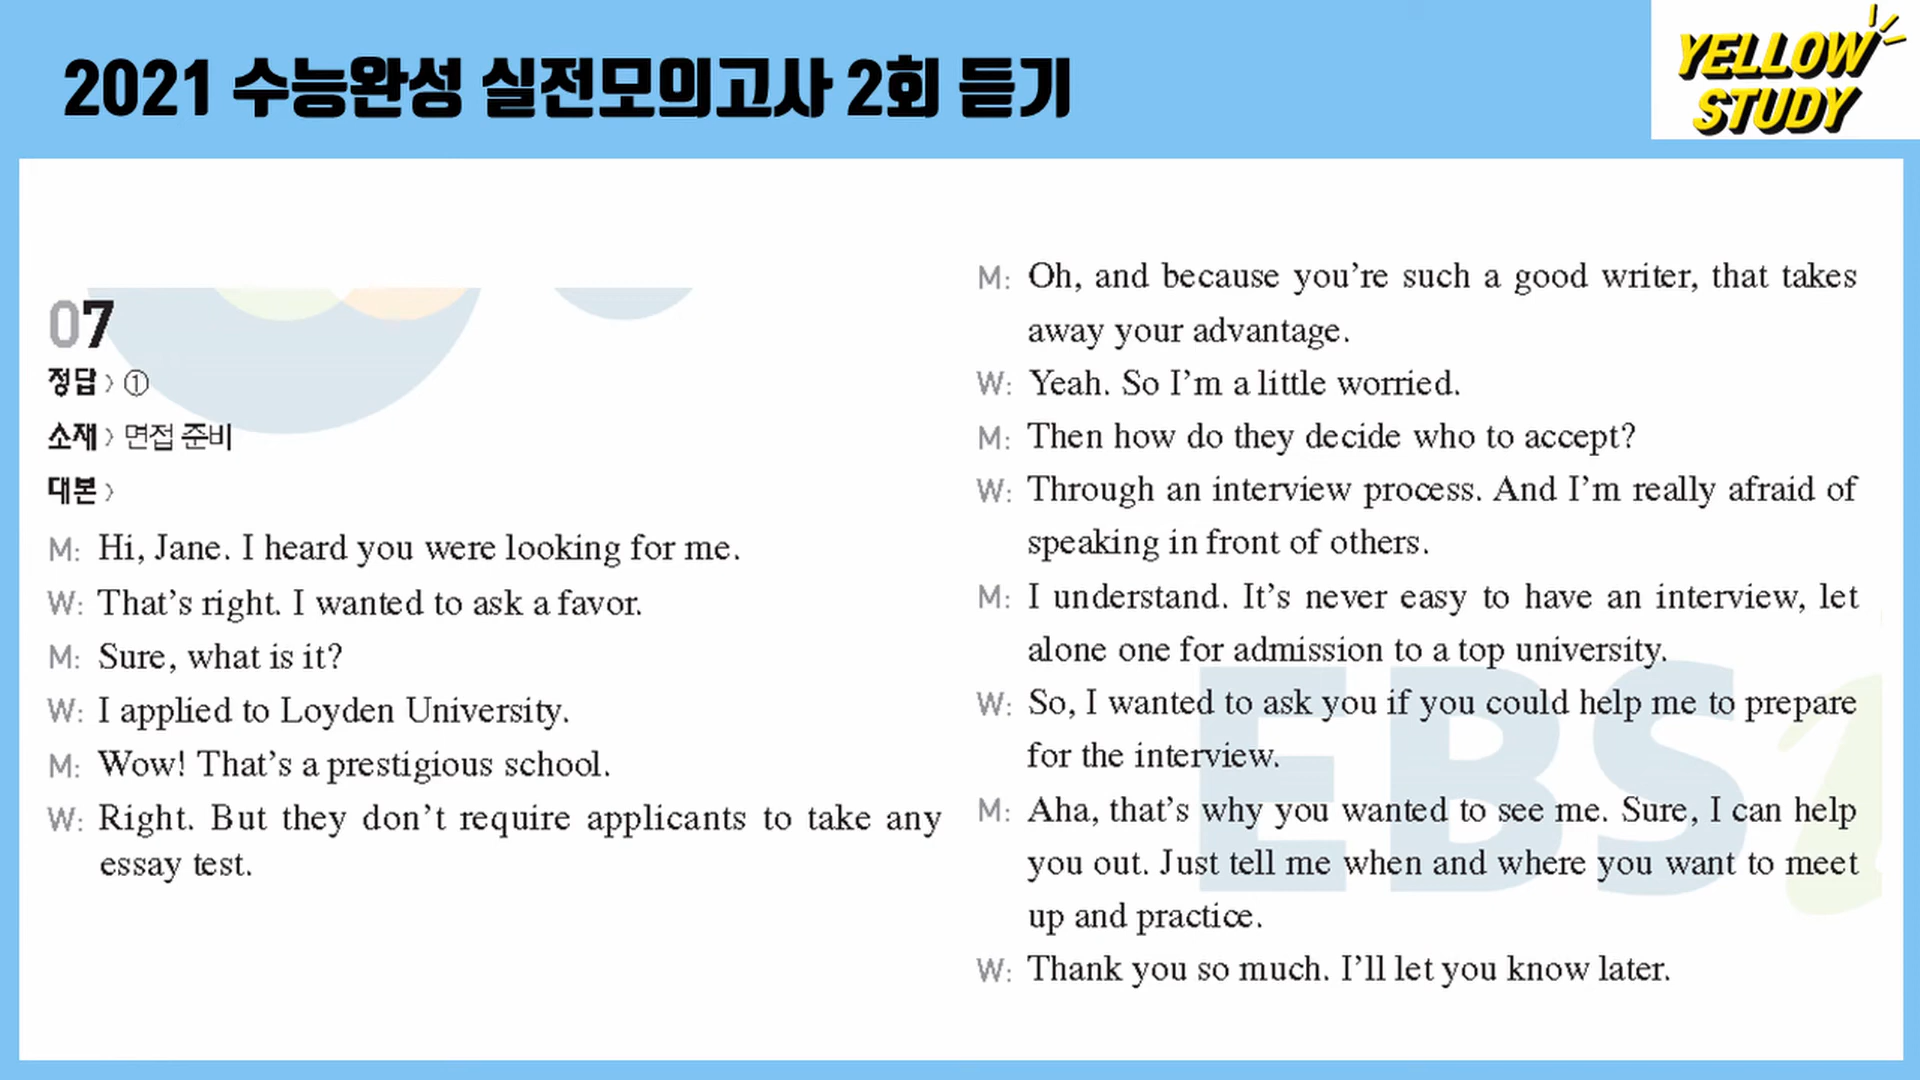 2021 수능완성 실전모의고사 2회 듣기
YELLOW
STUDY
07
정답 > ①
소재 > 면접 준비
대본 >
M: Hi, Jane. I heard you were looking for me.
W: That's right. I wanted to ask a favor.
M: Sure, what is it?
W: I applied to Loyden University.
M: Wow! That's a prestigious school.
W: Right. But they don't require applicants to take any
essay test.
M: Oh, and because you're such a good writer, that takes
away your advantage.
W: Yeah. So I'm a little worried.
M: Then how do they decide who to accept?
W: Through an interview process. And I'm really afraid of
speaking in front of others.
M: I understand. It's never easy to have an interview, let
alone one for admission to a top university.
W: So, I wanted to ask you if you could help me to prepare
for the interview.
M: Aha, that's why you wanted to see me. Sure, I can help
you out. Just tell me when and where you want to meet
up and practice.
W: Thank you so much. I'll let you know later.
EBS